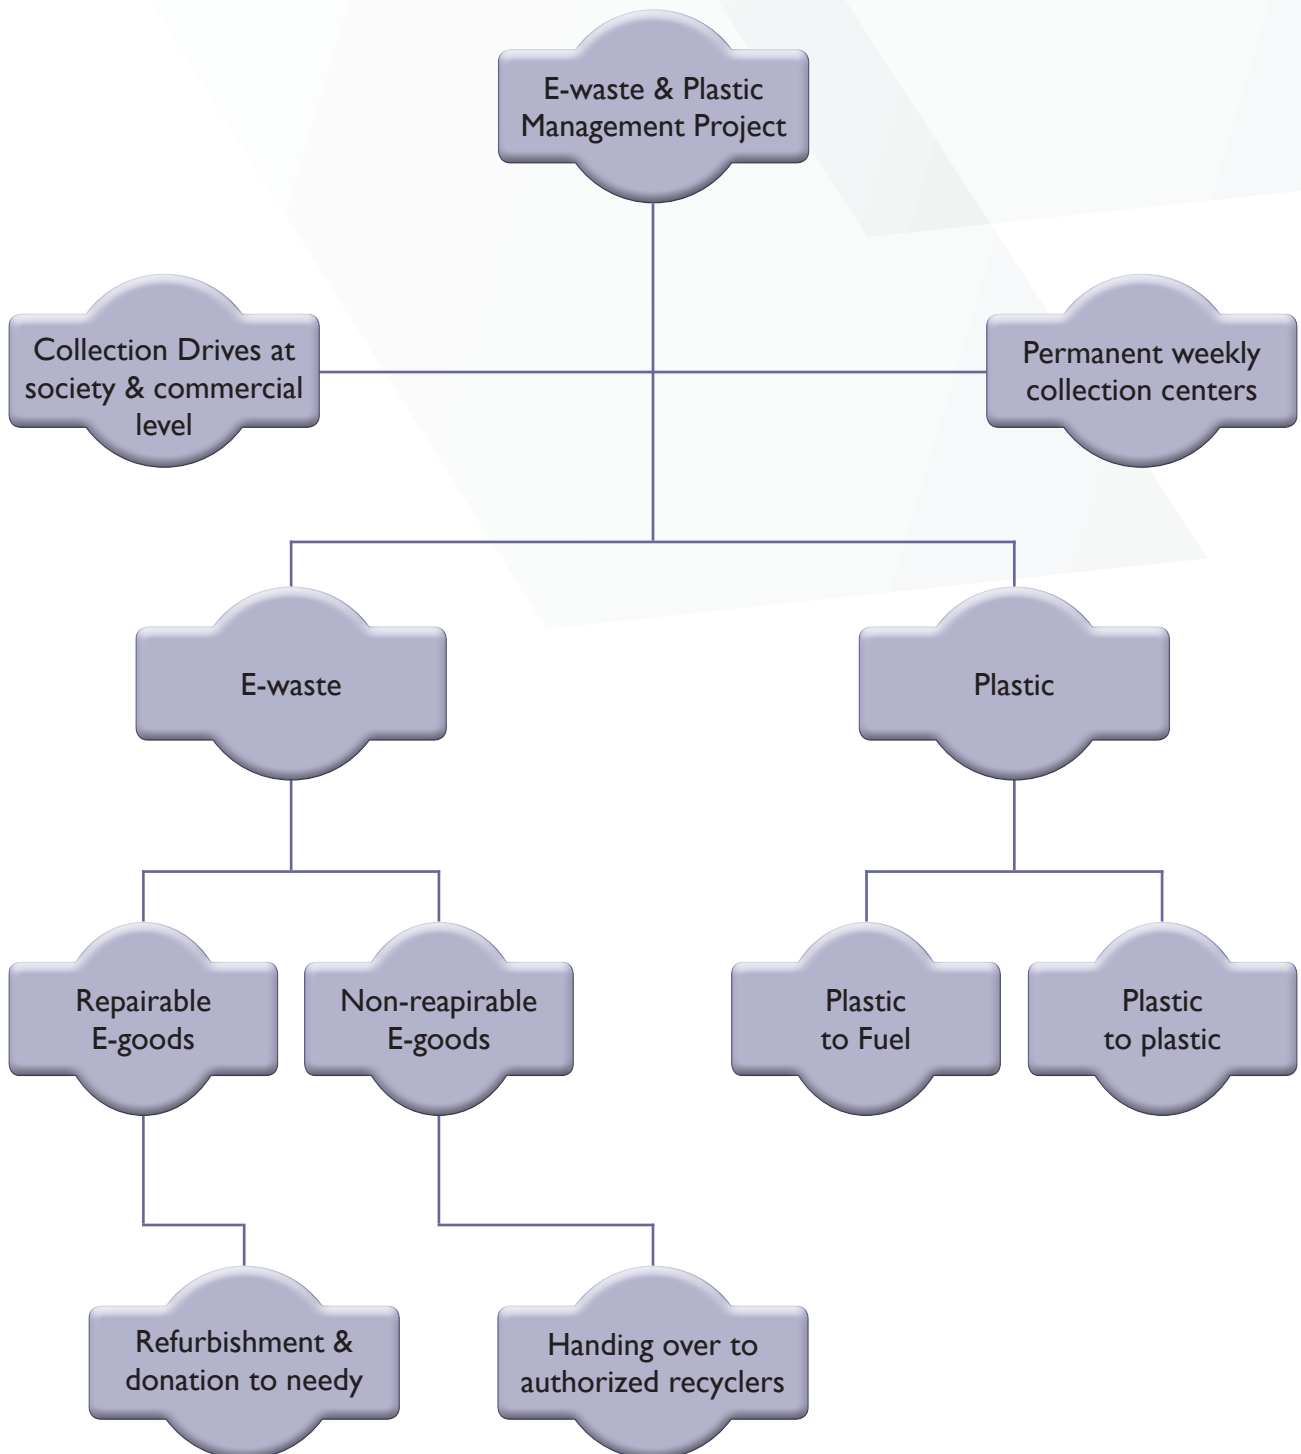 E-waste & Plastic
Management Project
Collection Drives at
society & commercial
level
Permanent weekly
collection centers
E-waste
Plastic
Repairable
E-goods
Non-reapirable
E-goods
Plastic
to Fuel
Plastic
to plastic
Refurbishment &
donation to needy
Handing over to
authorized recyclers